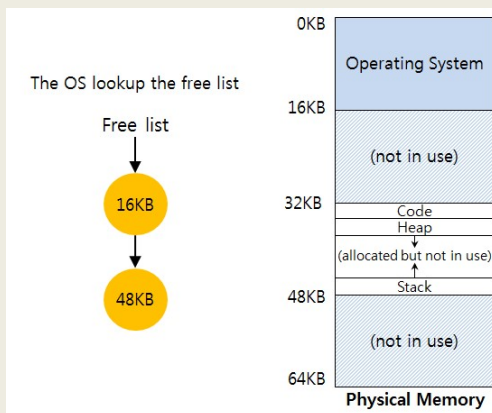 The OS lookup the free list
Free list
16KB
48KB
0KB
Operating System
16KB
(not in use)
32KB
Code
Heap
(allocated but not in use)
Stack
48KB
(not in use)
64KB
Physical Memory